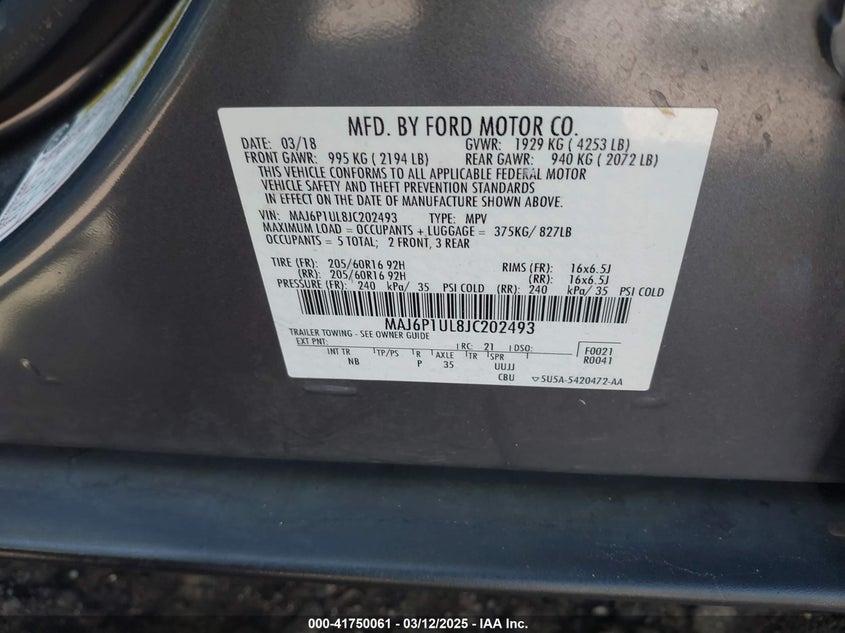 MFD. BY FORD MOTOR CO.
DATE: 03/18 GVWR: 1929 KG ( 4253 LB)
FRONT GAWR: 995 KG ( 2194 LB) REAR GAWR: 940 KG ( 2072 LB)
THIS VEHICLE CONFORMS TO ALL APPLICABLE FEDERAL MOTOR
VEHICLE SAFETY AND THEFT PREVENTION STANDARDS
IN EFFECT ON THE DATE OF MANUFACTURE SHOWN ABOVE.
VIN: MAJ6P1UL8JC202493 TYPE: MPV
MAXIMUM LOAD = OCCUPANTS + LUGGAGE = 375KG/ 827LB
OCCUPANTS = 5 TOTAL; 2 FRONT, 3 REAR
TIRE (FR): 205/60R16 92H RIMS (FR): 16x6.5J
(RR): 205/60R16 92H (RR): 16x6.5J
PRESSURE (FR): 240 kPa/ 35 PSI COLD (RR): 240 kPa/ 35 PSI COLD
MAJ6P1UL8JC202493
TRAILER TOWING - SEE OWNER GUIDE
EXT PNT: RC: 21 DSO: F0021
INT TR TP/PS R AXLE TR SPR R0041
NB P 35 UUJJ
CBU 5U5A-5420472-AA
000-41750061 - 03/12/2025 - IAA Inc.